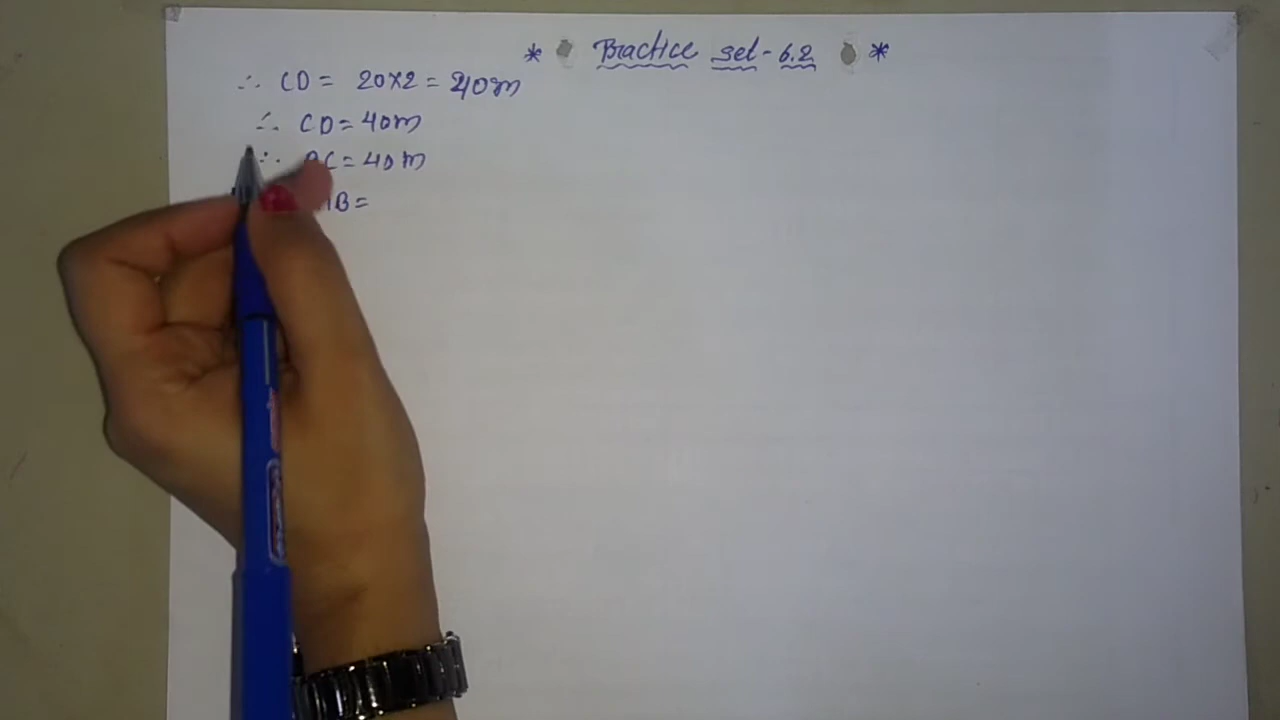 * Practice set - 6.2 *
∴ CD = 20×2 = 40m
∴ CD = 40m
∴ C = 40m
B =